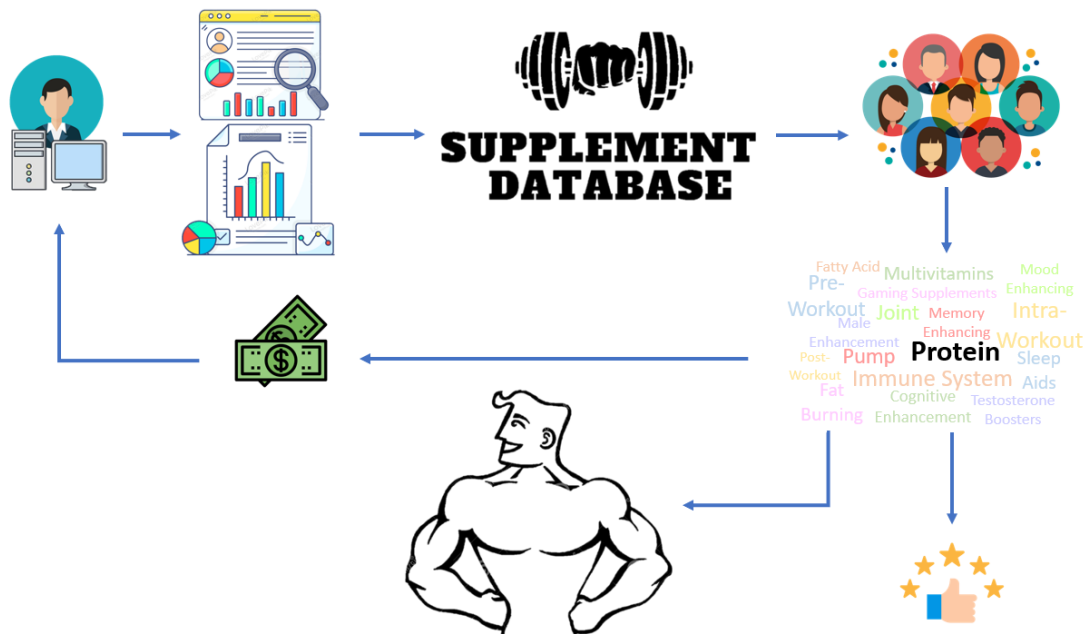 SUPPLEMENT
DATABASE
Fatty Acid
Multivitamins
Mood
Enhancing
Pre-
Workout
Gaming Supplements
Intra-
Workout
Joint
Memory
Enhancing
Male
Enhancement
Protein
Post-
Workout
Pump
Sleep
Aids
Immune System
Fat
Burning
Cognitive
Enhancement
Testosterone
Boosters
$